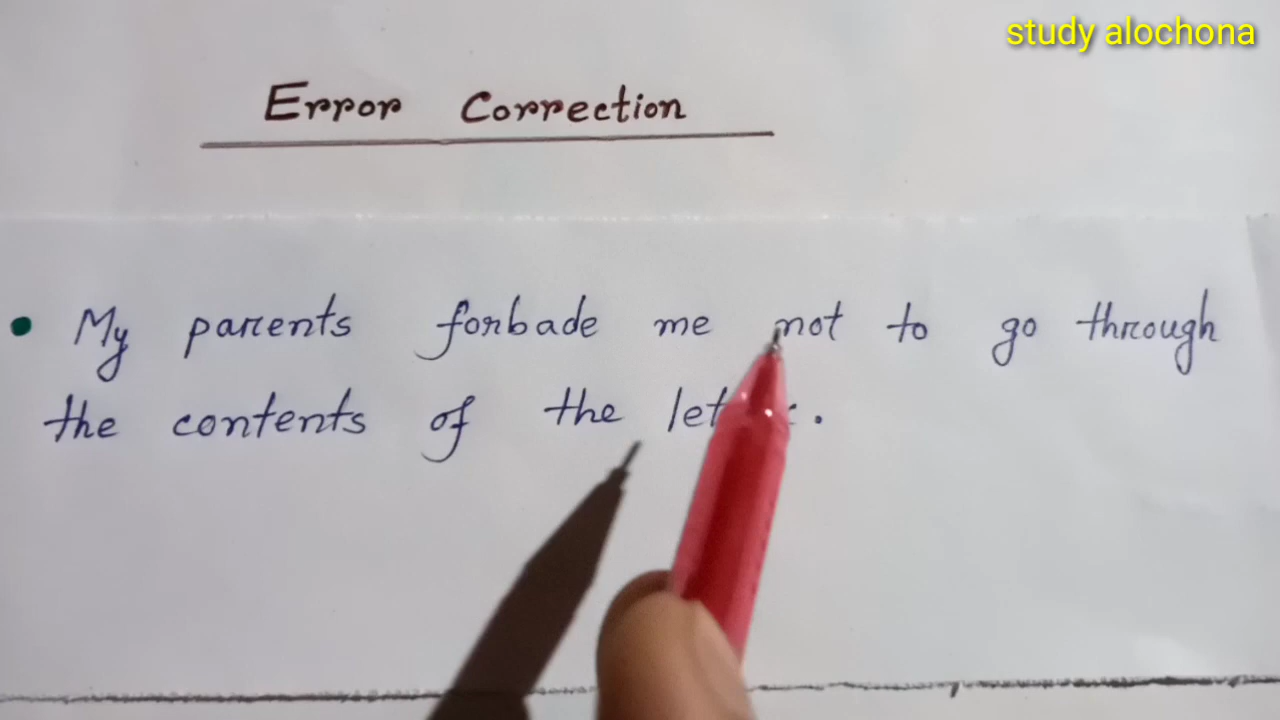 study alochona
Error Correction
My parents forbade me not to go through
the contents of the